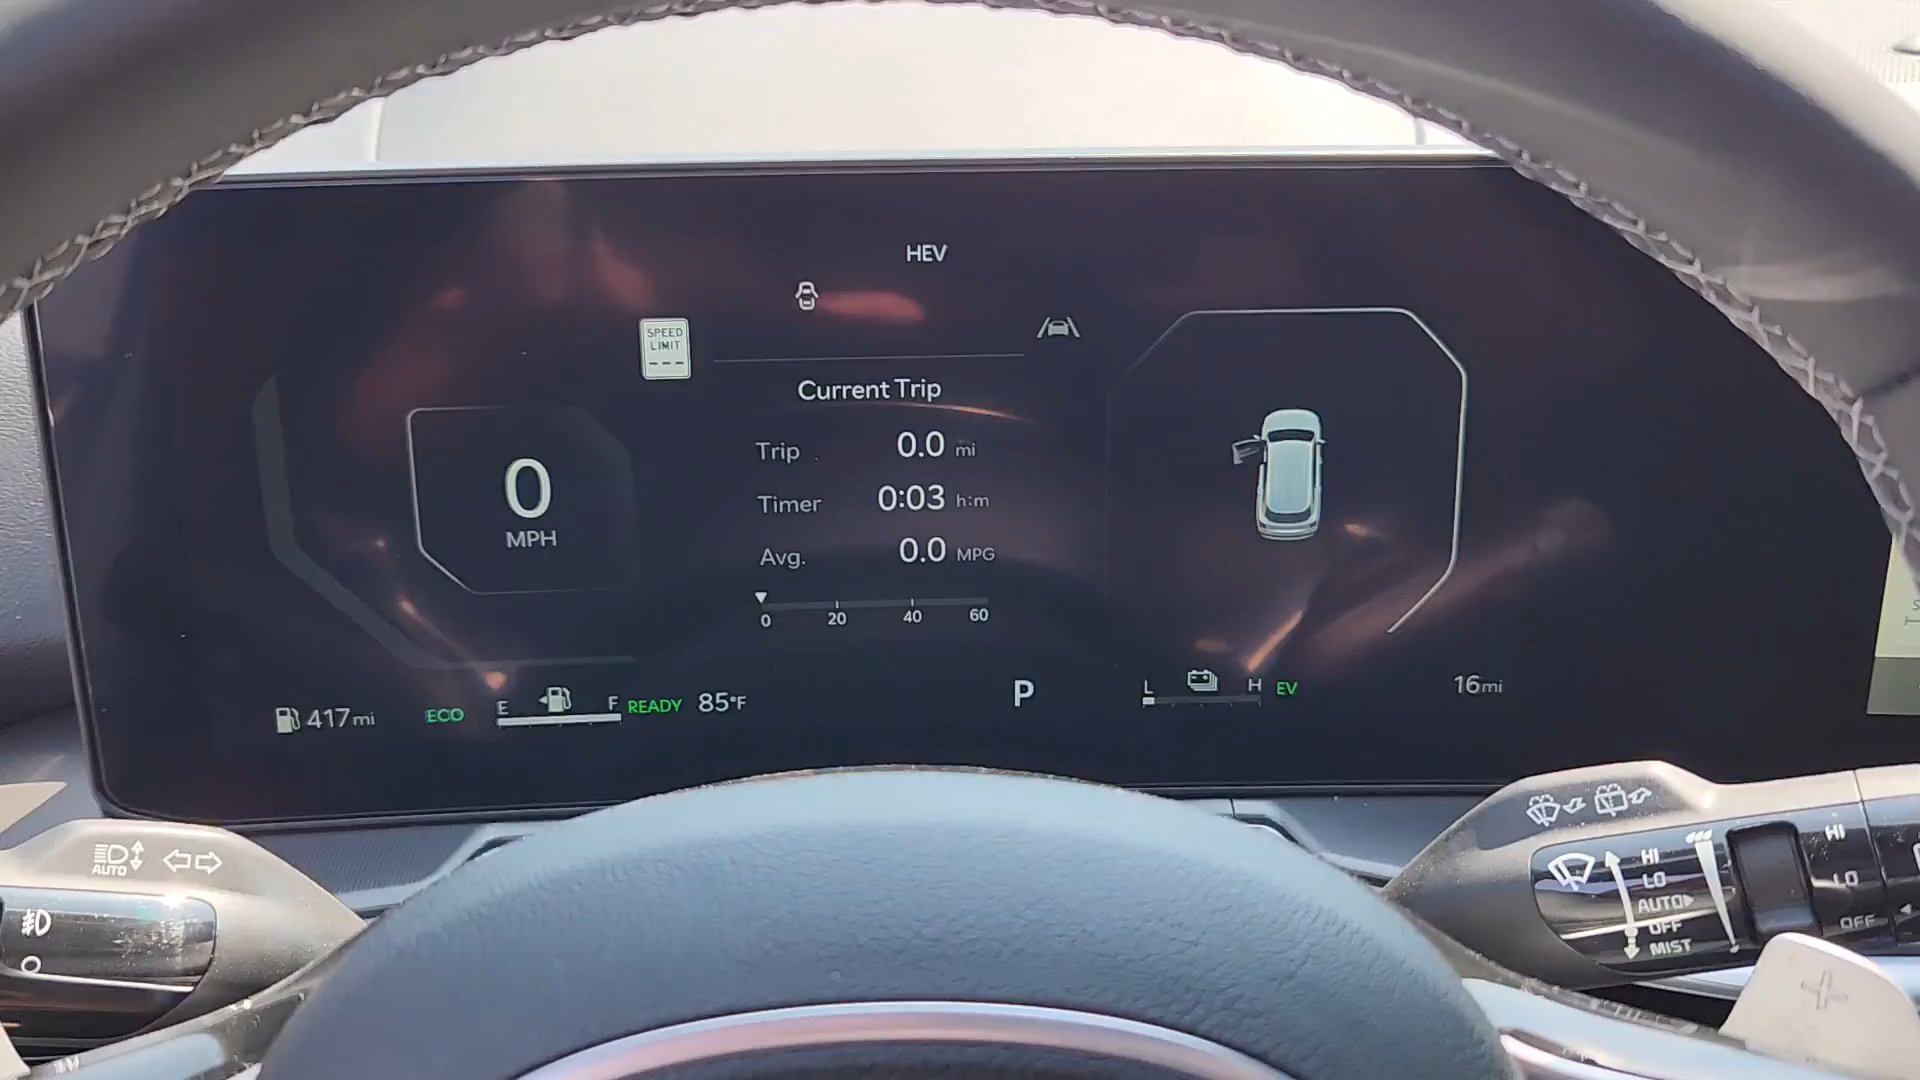 HEV
SPEED
LIMIT
---
Current Trip
Trip 0.0 mi
Timer 0:03 h:m
Avg. 0.0 MPG
0 20 40 60
0
MPH
417mi ECO E F READY 85°F P L H EV 16mi
AUTO
HI
LO
AUTO
OFF
MIST
HI
LO
OFF